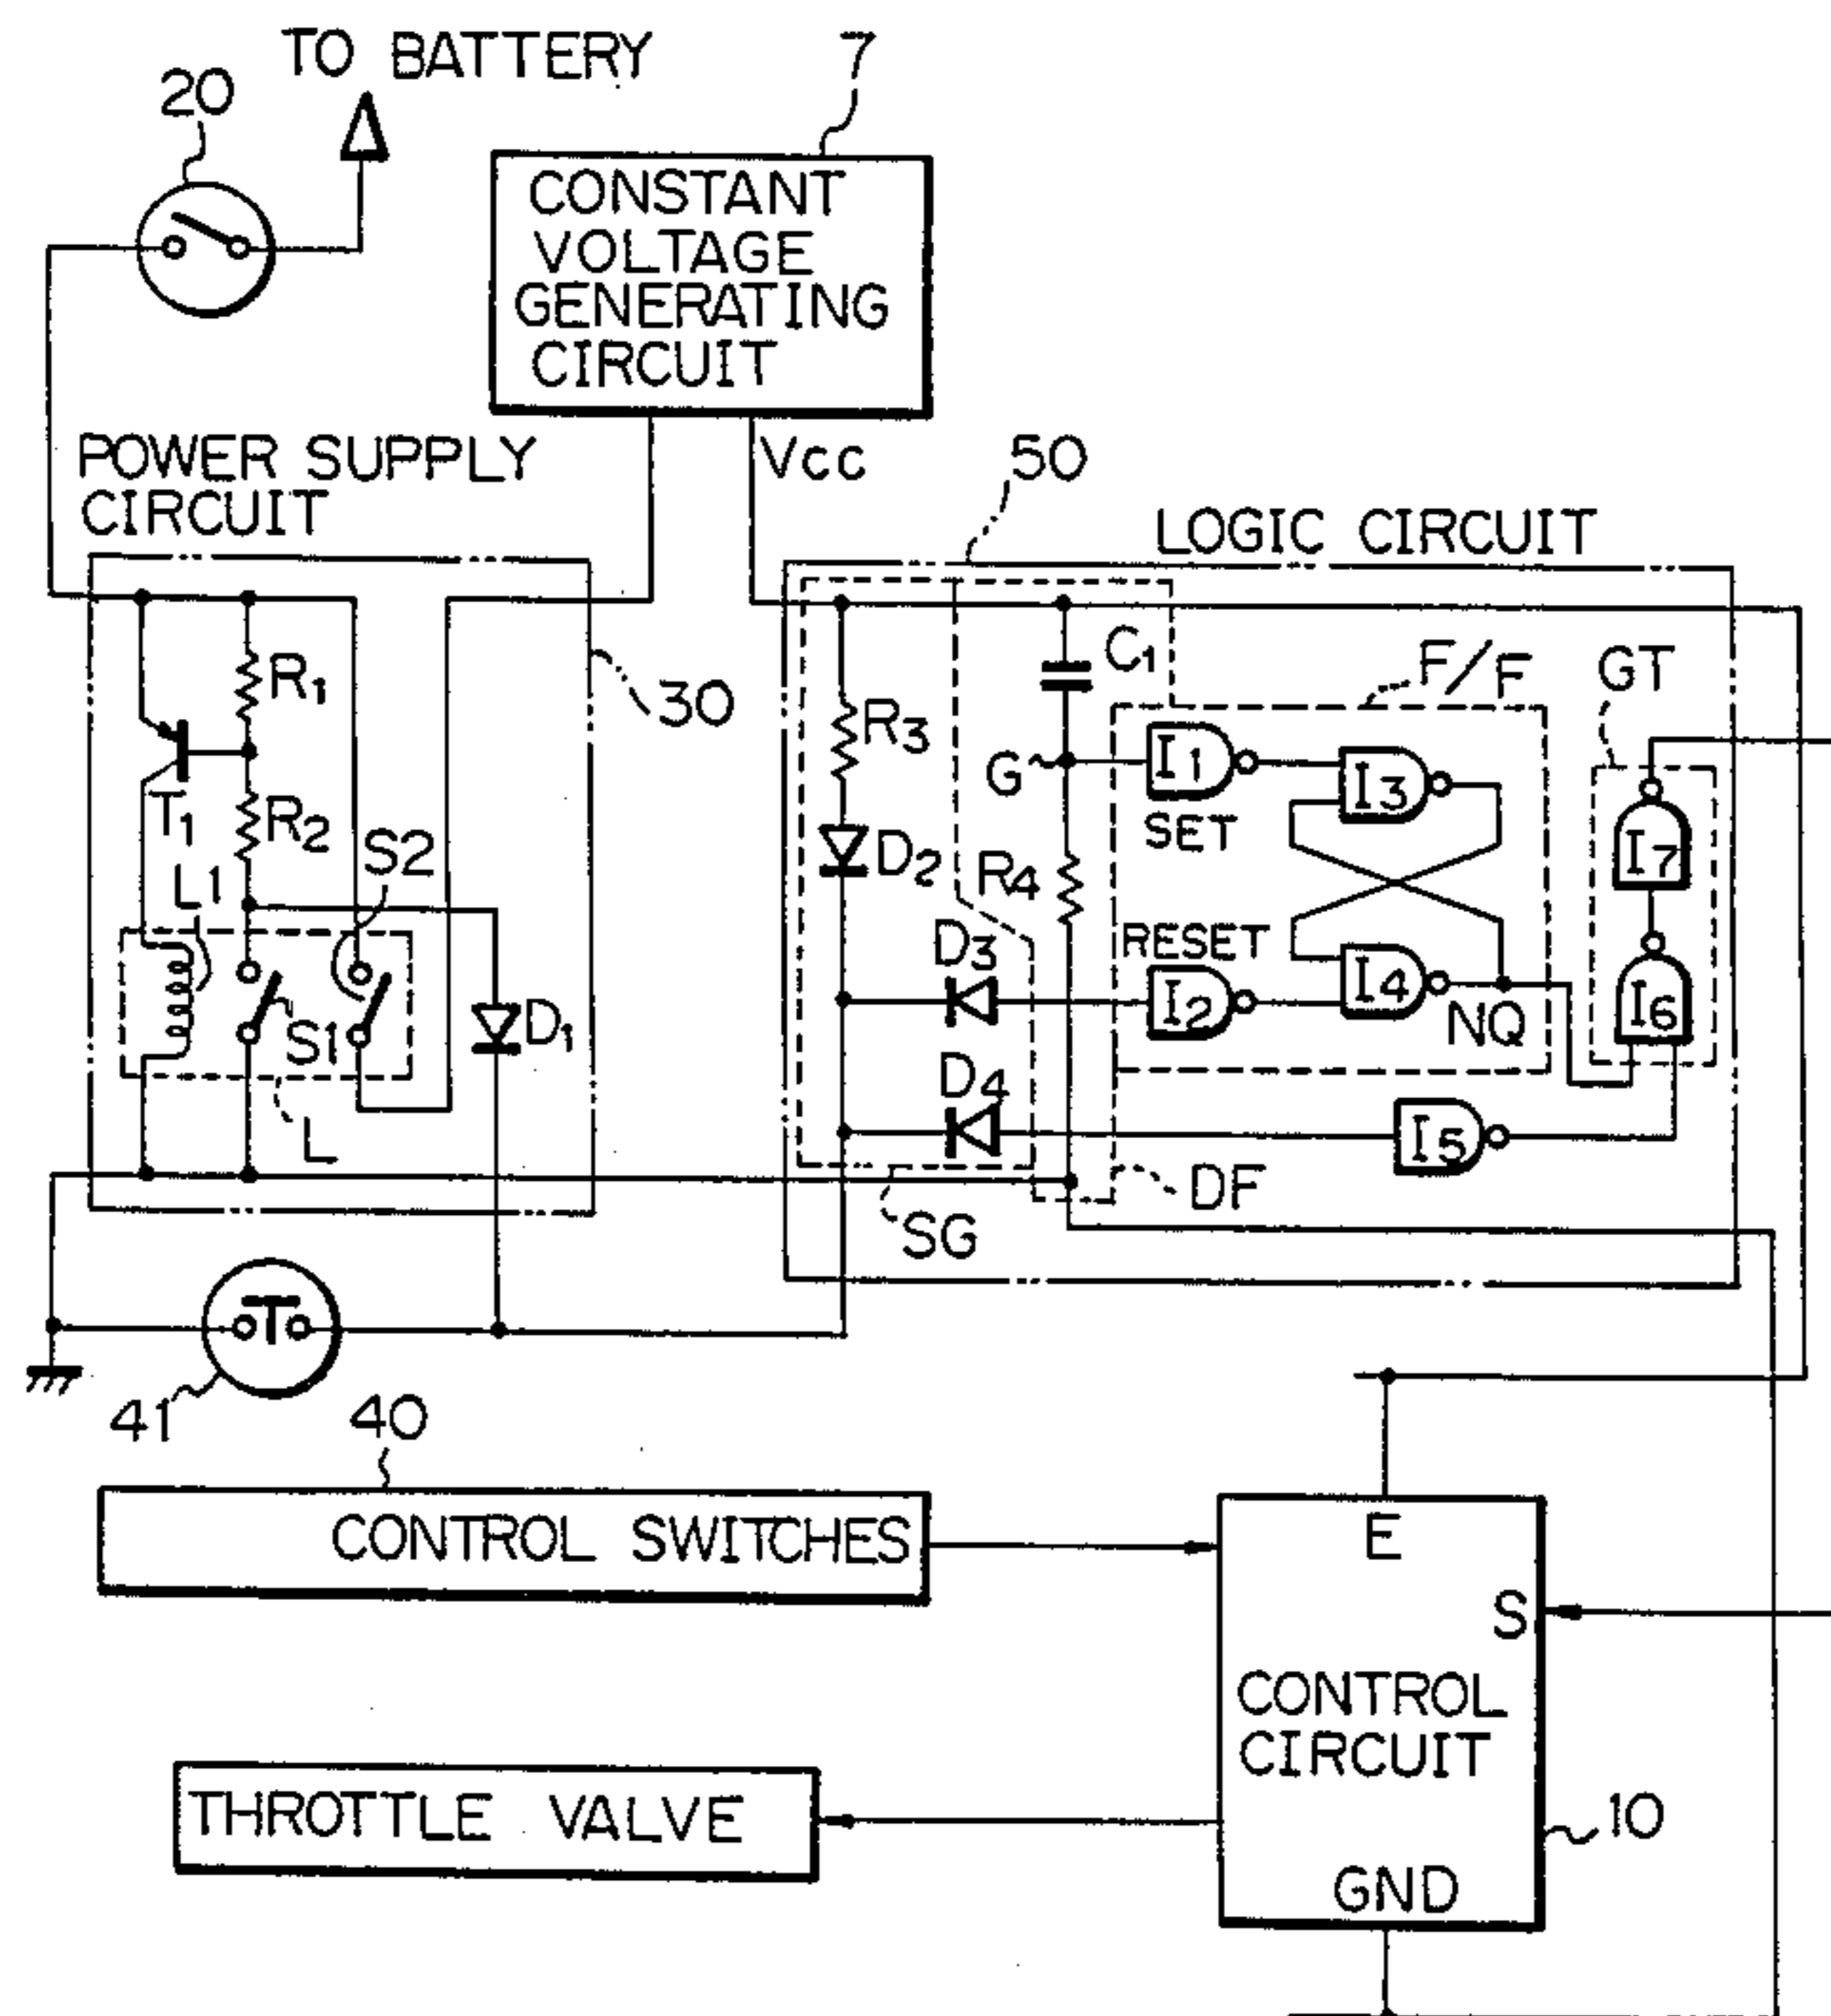 TO BATTERY
20
7
CONSTANT
VOLTAGE
GENERATING
CIRCUIT
POWER SUPPLY
CIRCUIT
Vcc
50
LOGIC CIRCUIT
R1
30
T1
R2
L1
S2
S1
D1
L
C1
F/F
GT
R3
G
I1
SET
I3
I7
D2
R4
D3
RESET
I2
I4
NQ
I6
D4
I5
DF
SG
41
40
CONTROL SWITCHES
E
S
CONTROL
CIRCUIT
THROTTLE VALVE
10
GND